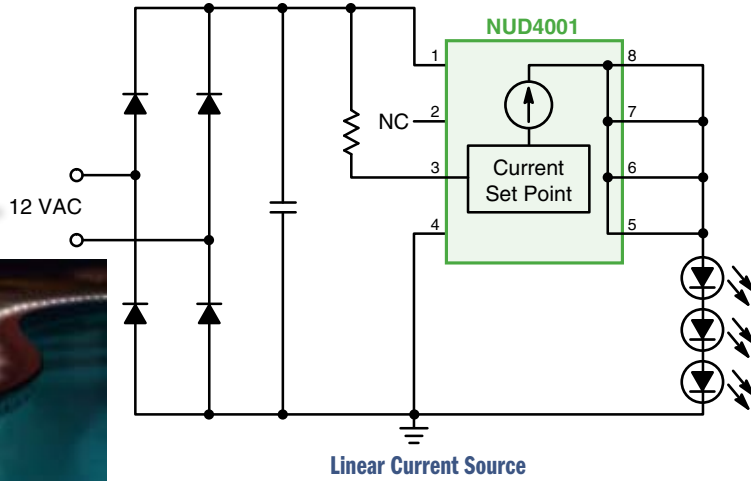 NUD4001
1
8
NC
2
7
3
Current
Set Point
6
12 VAC
4
5
Linear Current Source